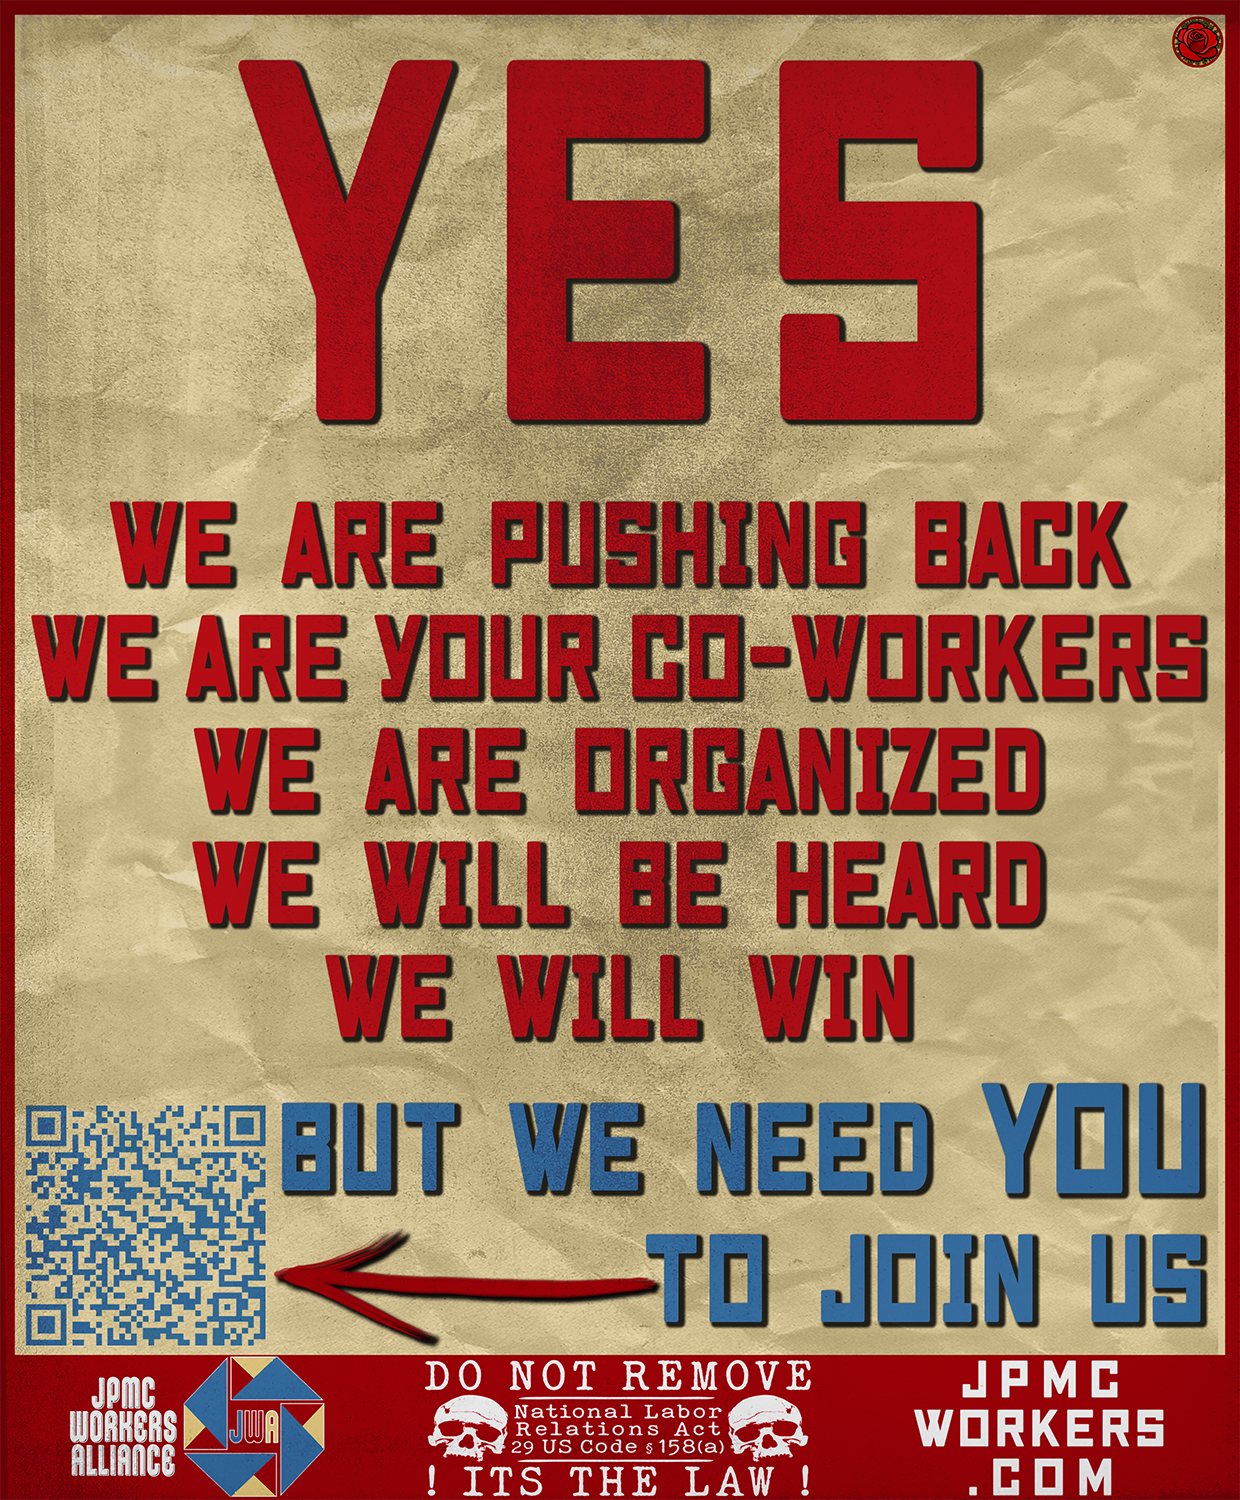 YES
WE ARE PUSHING BACK
WE ARE YOUR CO-WORKERS
WE ARE ORGANIZED
WE WILL BE HEARD
WE WILL WIN
BUT WE NEED YOU
TO JOIN US
JPMC
WORKERS
ALLIANCE
JWA
DO NOT REMOVE
National Labor
Relations Act
29 US Code § 158(a)
! ITS THE LAW !
JPMC
WORKERS
.COM